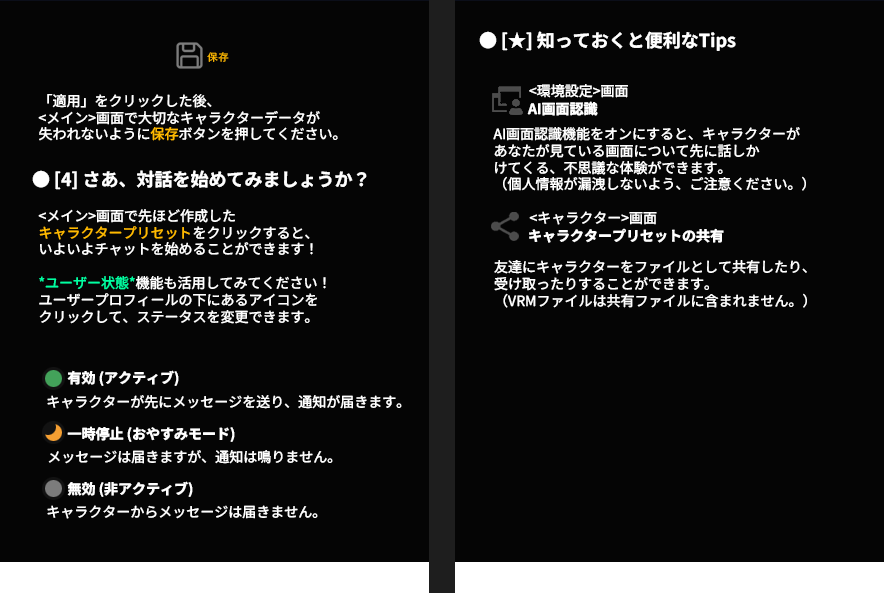 保存
「適用」をクリックした後、
<メイン>画面で大切なキャラクターデータが
失われないように保存ボタンを押してください。
● [4] さあ、対話を始めてみましょうか？
<メイン>画面で先ほど作成した
キャラクタープリセットをクリックすると、
いよいよチャットを始めることができます！
*ユーザー状態*機能も活用してみてください！
ユーザープロフィールの下にあるアイコンを
クリックして、ステータスを変更できます。
有効 (アクティブ)
キャラクターが先にメッセージを送り、通知が届きます。
一時停止 (おやすみモード)
メッセージは届きますが、通知は鳴りません。
無効 (非アクティブ)
キャラクターからメッセージは届きません。
● [★] 知っておくと便利なTips
<環境設定>画面
AI画面認識
AI画面認識機能をオンにすると、キャラクターが
あなたが見ている画面について先に話しか
けてくる、不思議な体験ができます。
（個人情報が漏洩しないよう、ご注意ください。）
<キャラクター>画面
キャラクタープリセットの共有
友達にキャラクターをファイルとして共有したり、
受け取ったりすることができます。
（VRMファイルは共有ファイルに含まれません。）